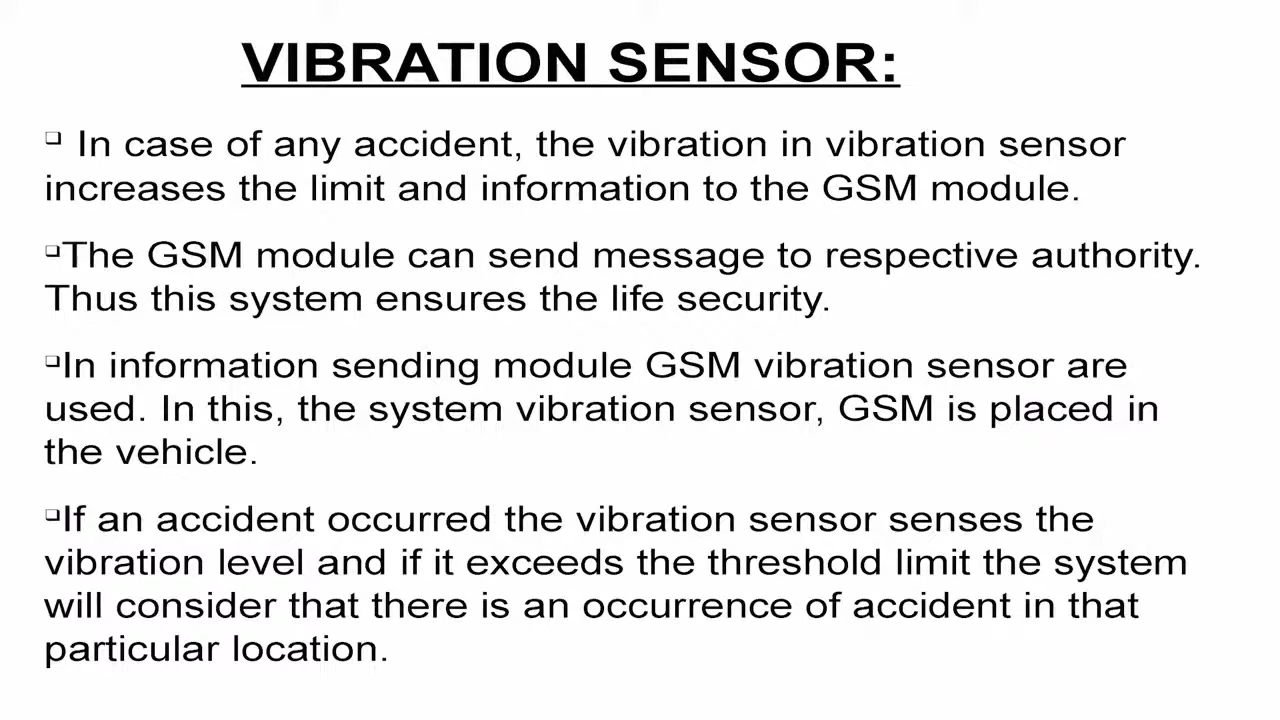 VIBRATION SENSOR:
❑ In case of any accident, the vibration in vibration sensor
increases the limit and information to the GSM module.
❑The GSM module can send message to respective authority.
Thus this system ensures the life security.
❑In information sending module GSM vibration sensor are
used. In this, the system vibration sensor, GSM is placed in
the vehicle.
❑If an accident occurred the vibration sensor senses the
vibration level and if it exceeds the threshold limit the system
will consider that there is an occurrence of accident in that
particular location.